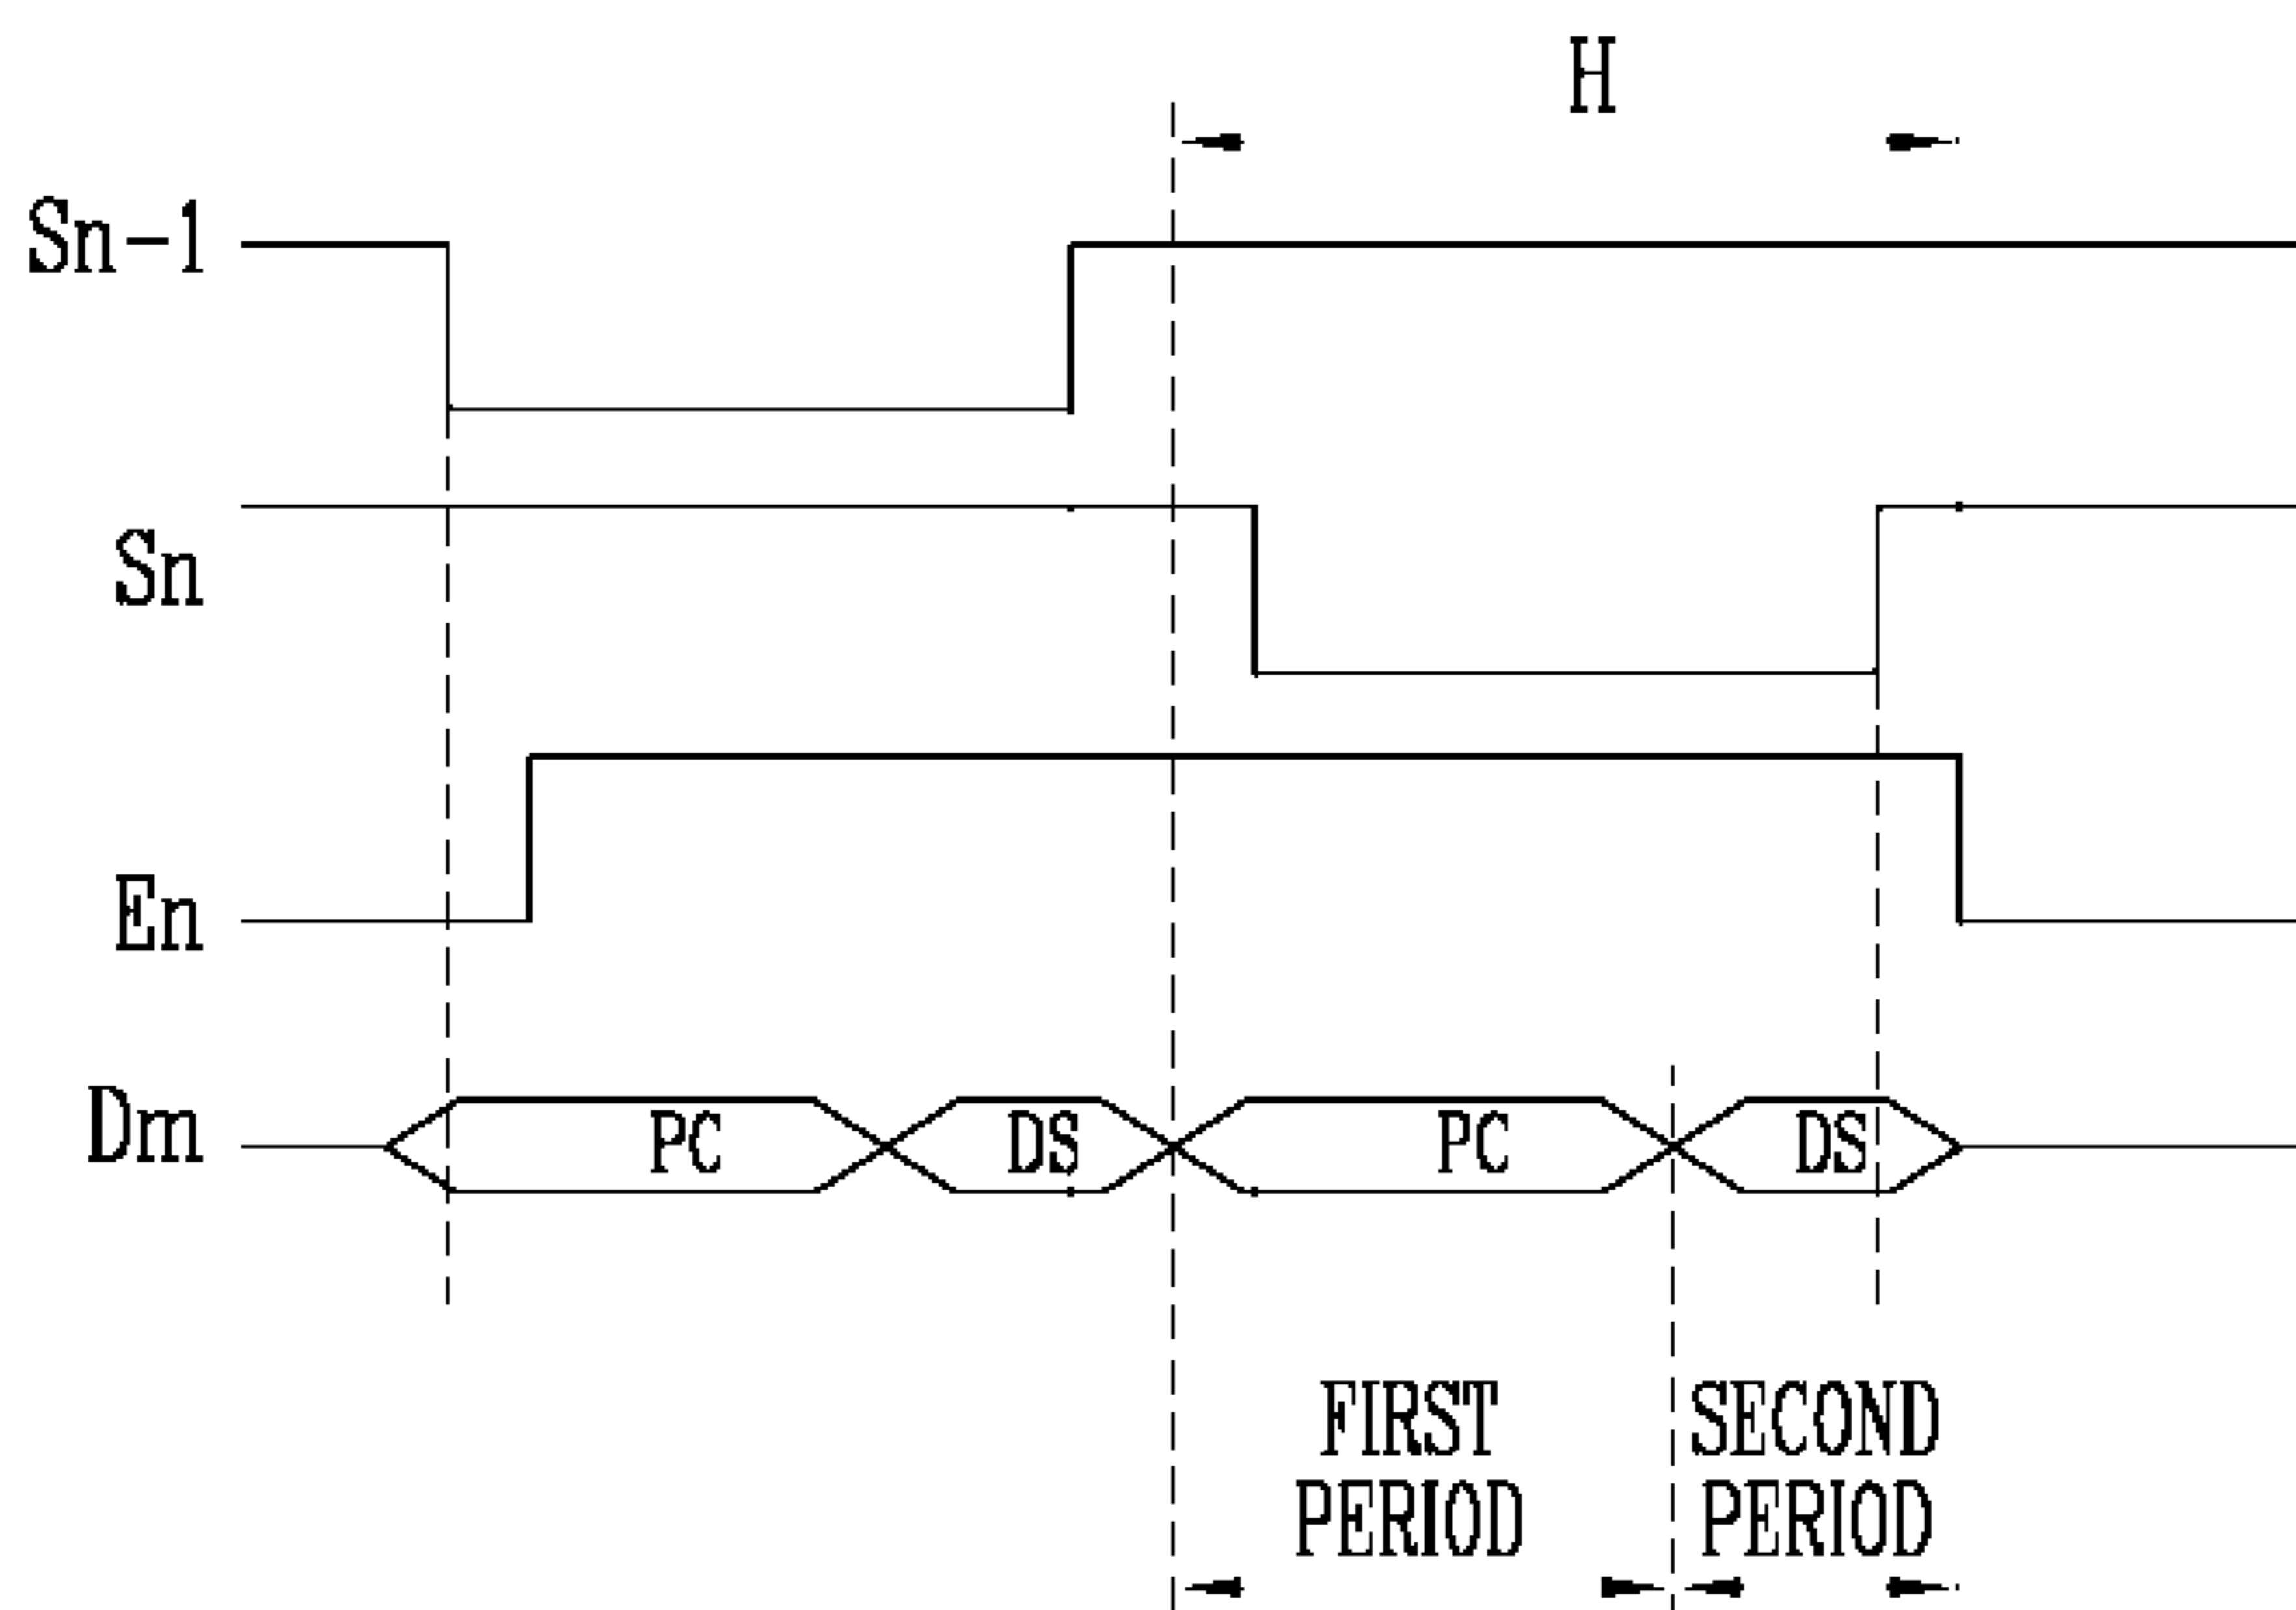 H
Sn-1
Sn
En
Dm
PC
DS
PC
DS
FIRST
PERIOD
SECOND
PERIOD